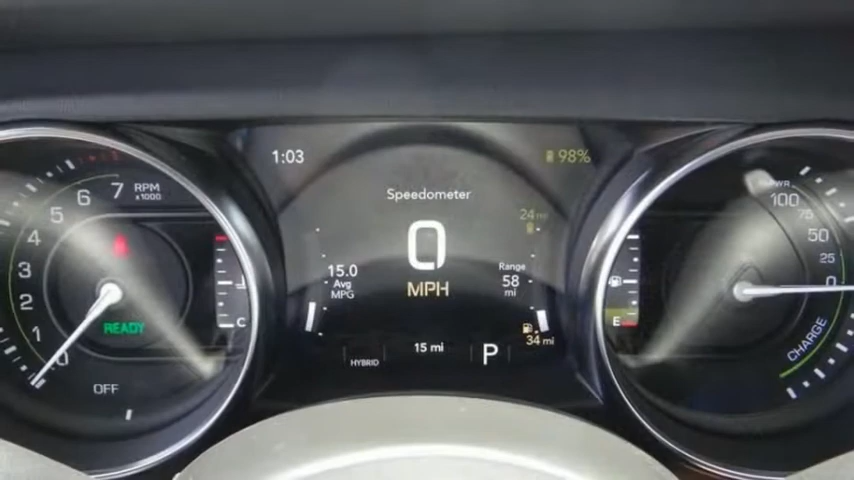 1:03
98%
Speedometer
0
MPH
15.0
Avg
MPG
24 mi
Range
58
mi
34 mi
HYBRID
15 mi
P
7
6
5
4
3
2
1
0
RPM
x1000
READY
OFF
C
E
PWR
100
75
50
25
0
CHARGE